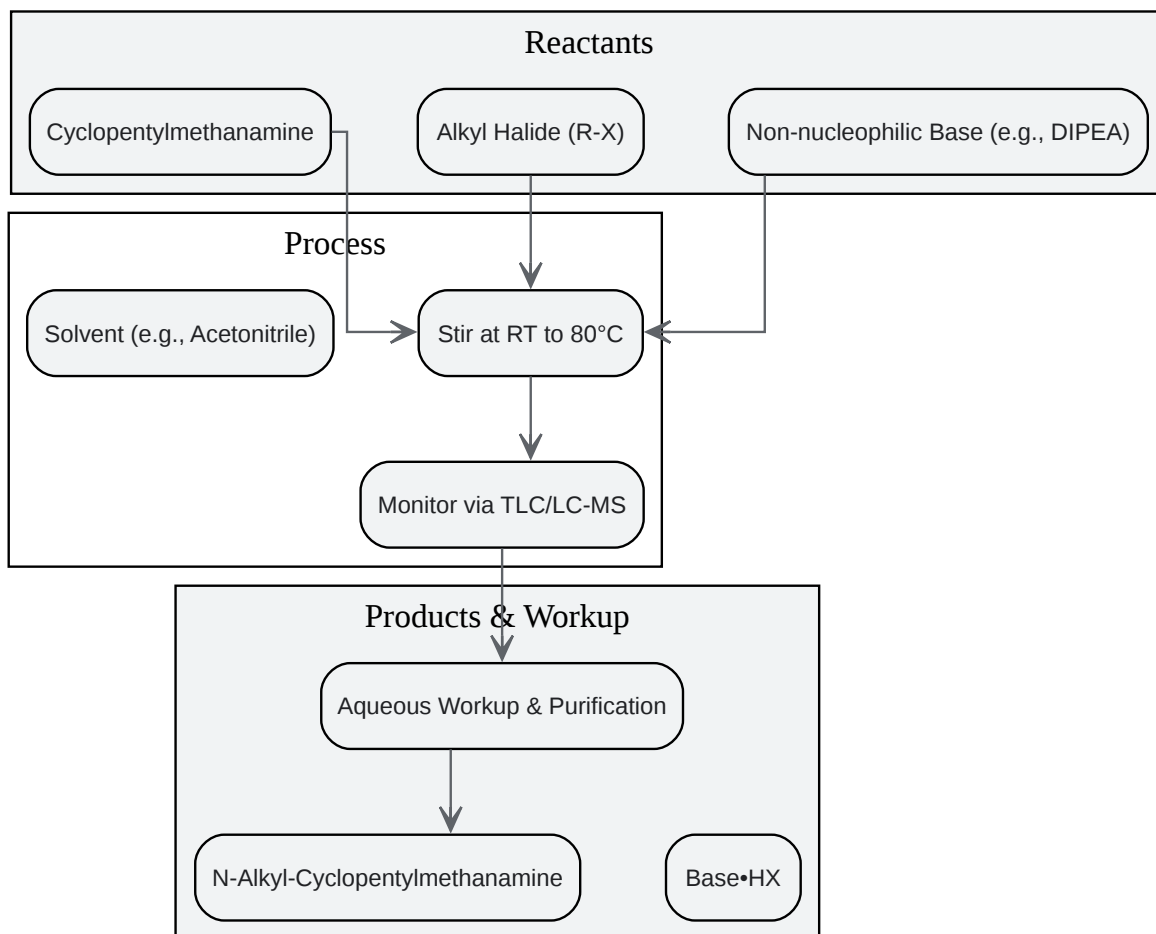 Reactants
Cyclopentylmethanamine
Alkyl Halide (R-X)
Non-nucleophilic Base (e.g., DIPEA)
Process
Solvent (e.g., Acetonitrile)
Stir at RT to 80°C
Monitor via TLC/LC-MS
Products & Workup
Aqueous Workup & Purification
N-Alkyl-Cyclopentylmethanamine
Base•HX